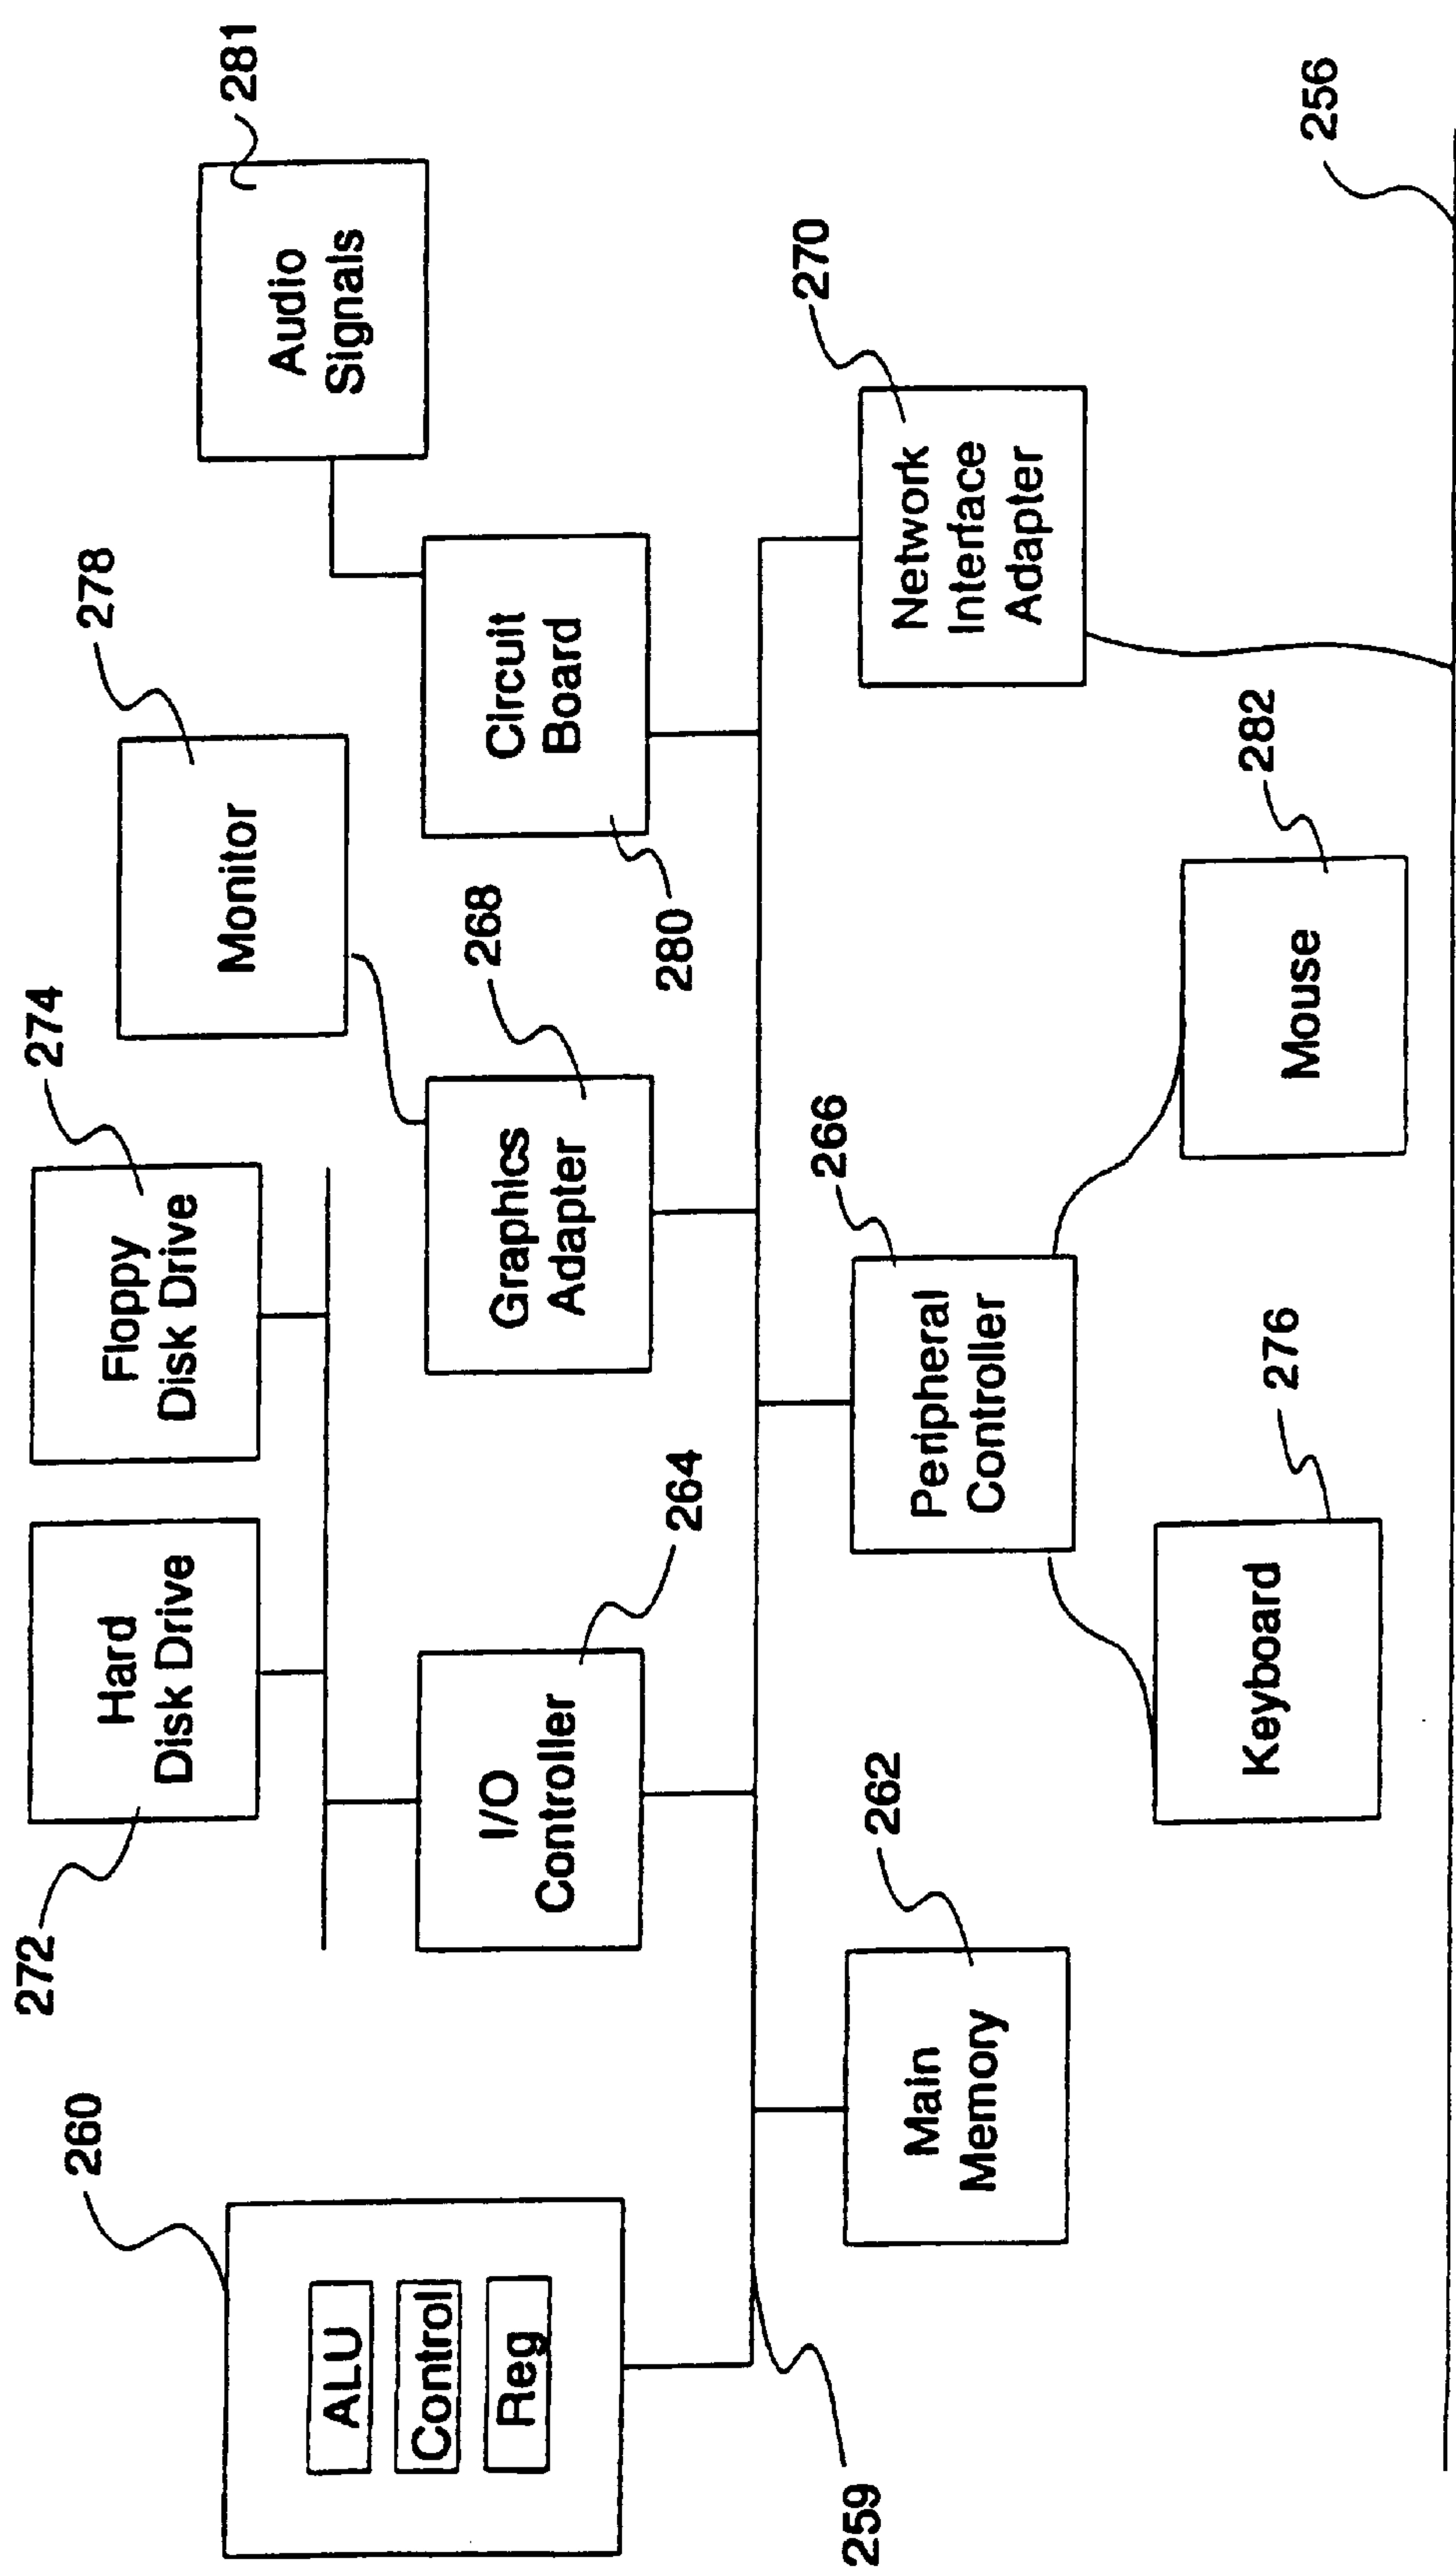 274
278
281
272
Hard
Disk Drive
Floppy
Disk Drive
Monitor
Audio
Signals
260
ALU
Control
Reg
I/O
Controller
264
Graphics
Adapter
268
Circuit
Board
280
259
Main
Memory
262
Peripheral
Controller
266
Network
Interface
Adapter
270
Keyboard
276
Mouse
282
256